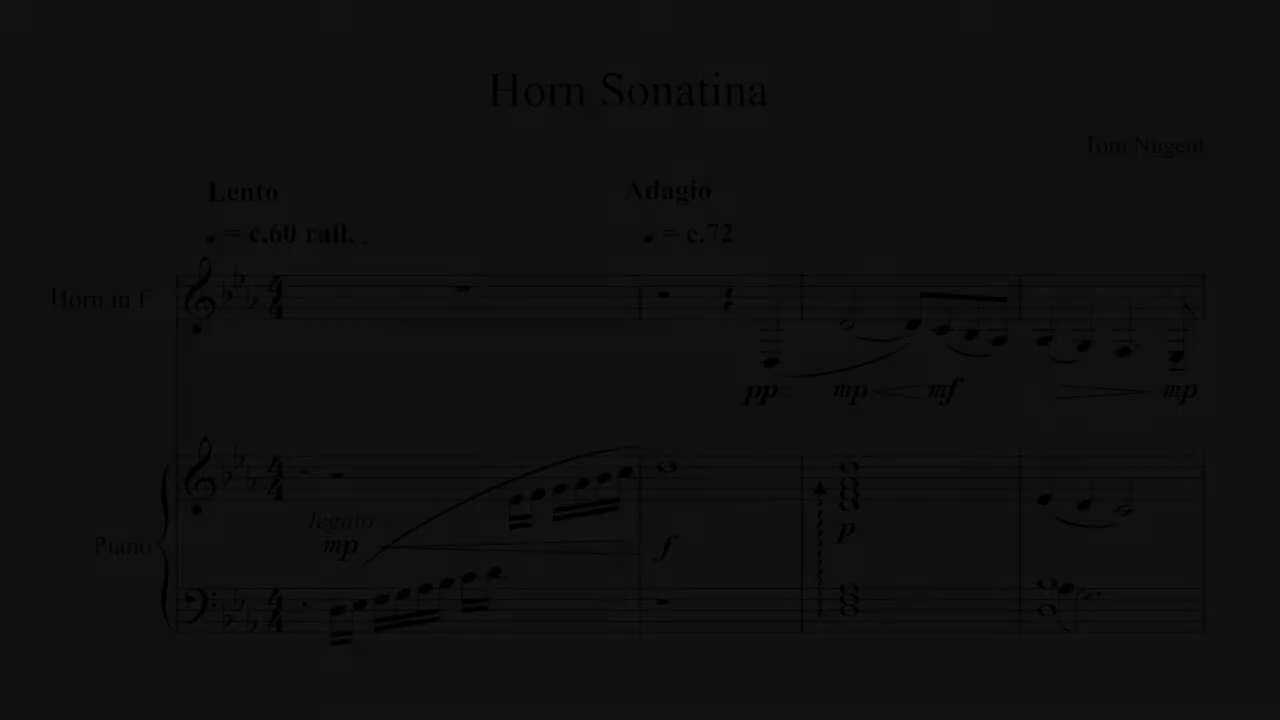 Horn Sonatina
Tom Nugent
Lento
Adagio
♩ = c.60 rall. .
♩ = c.72
Horn in F
pp mp mf mp
legato
mp f p
Piano